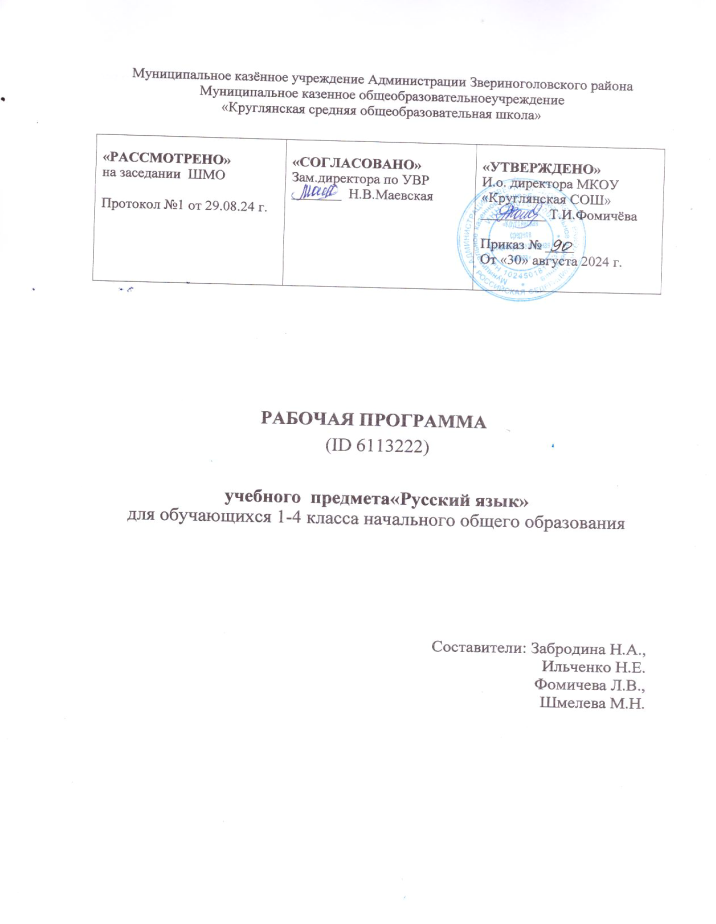 Муниципальное казённое учреждение Администрации Звериноголовского района
Муниципальное казенное общеобразовательноеучреждение
«Круглянская средняя общеобразовательная школа»
«РАССМОТРЕНО»
на заседании ШМО
Протокол №1 от 29.08.24 г.
«СОГЛАСОВАНО»
Зам.директора по УВР
Н.В.Маевская
«УТВЕРЖДЕНО»
И.о. директора МКОУ
«Круглянская СОШ»
Т.И.Фомичёва
Приказ № 90
От «30» августа 2024 г.
РАБОЧАЯ ПРОГРАММА
(ID 6113222)
учебного предмета«Русский язык»
для обучающихся 1-4 класса начального общего образования
Составители: Забродина Н.А.,
Ильченко Н.Е.
Фомичева Л.В.,
Шмелева М.Н.